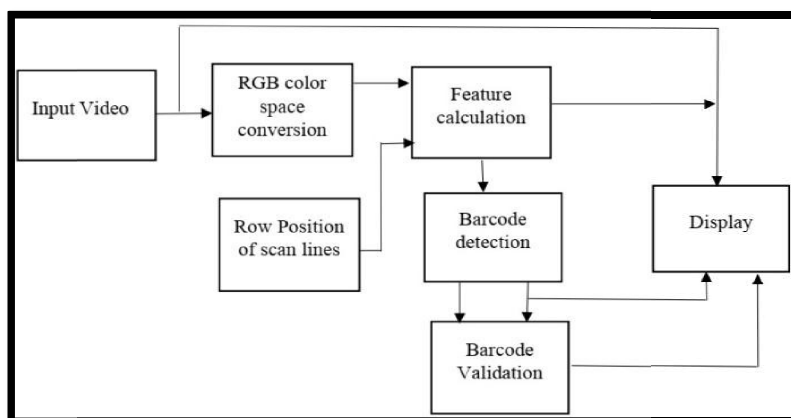 Input Video
RGB color
space
conversion
Feature
calculation
Row Position
of scan lines
Barcode
detection
Display
Barcode
Validation